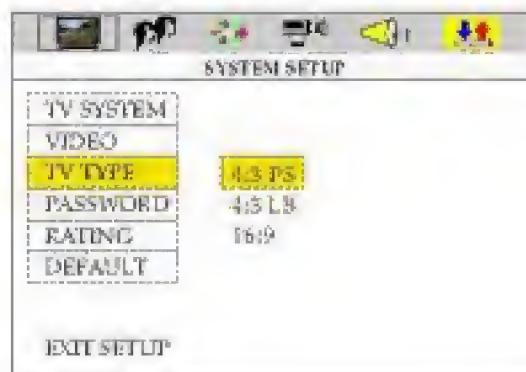 SYSTEM SETUP
TV SYSTEM
VIDEO
TV TYPE 4:3 PS
PASSWORD 4:3 LB
RATING 16:9
DEFAULT
EXIT SETUP